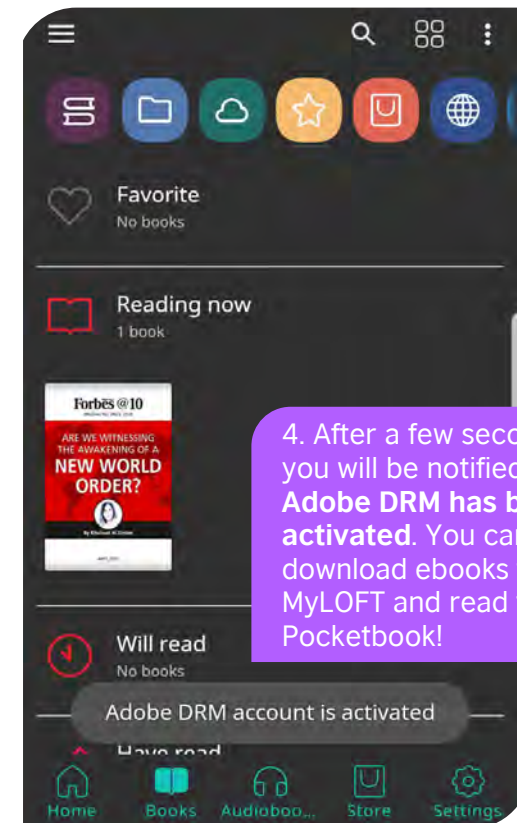 Favorite
No books
Reading now
1 book
Forbes @10
ARE WE WITNESSING
THE AWAKENING OF A
NEW WORLD
ORDER?
4. After a few seco
you will be notified
Adobe DRM has b
activated. You ca
download ebooks
MyLOFT and read
Pocketbook!
Will read
No books
Adobe DRM account is activated
Have read
Home
Books
Audioboo...
Store
Settings